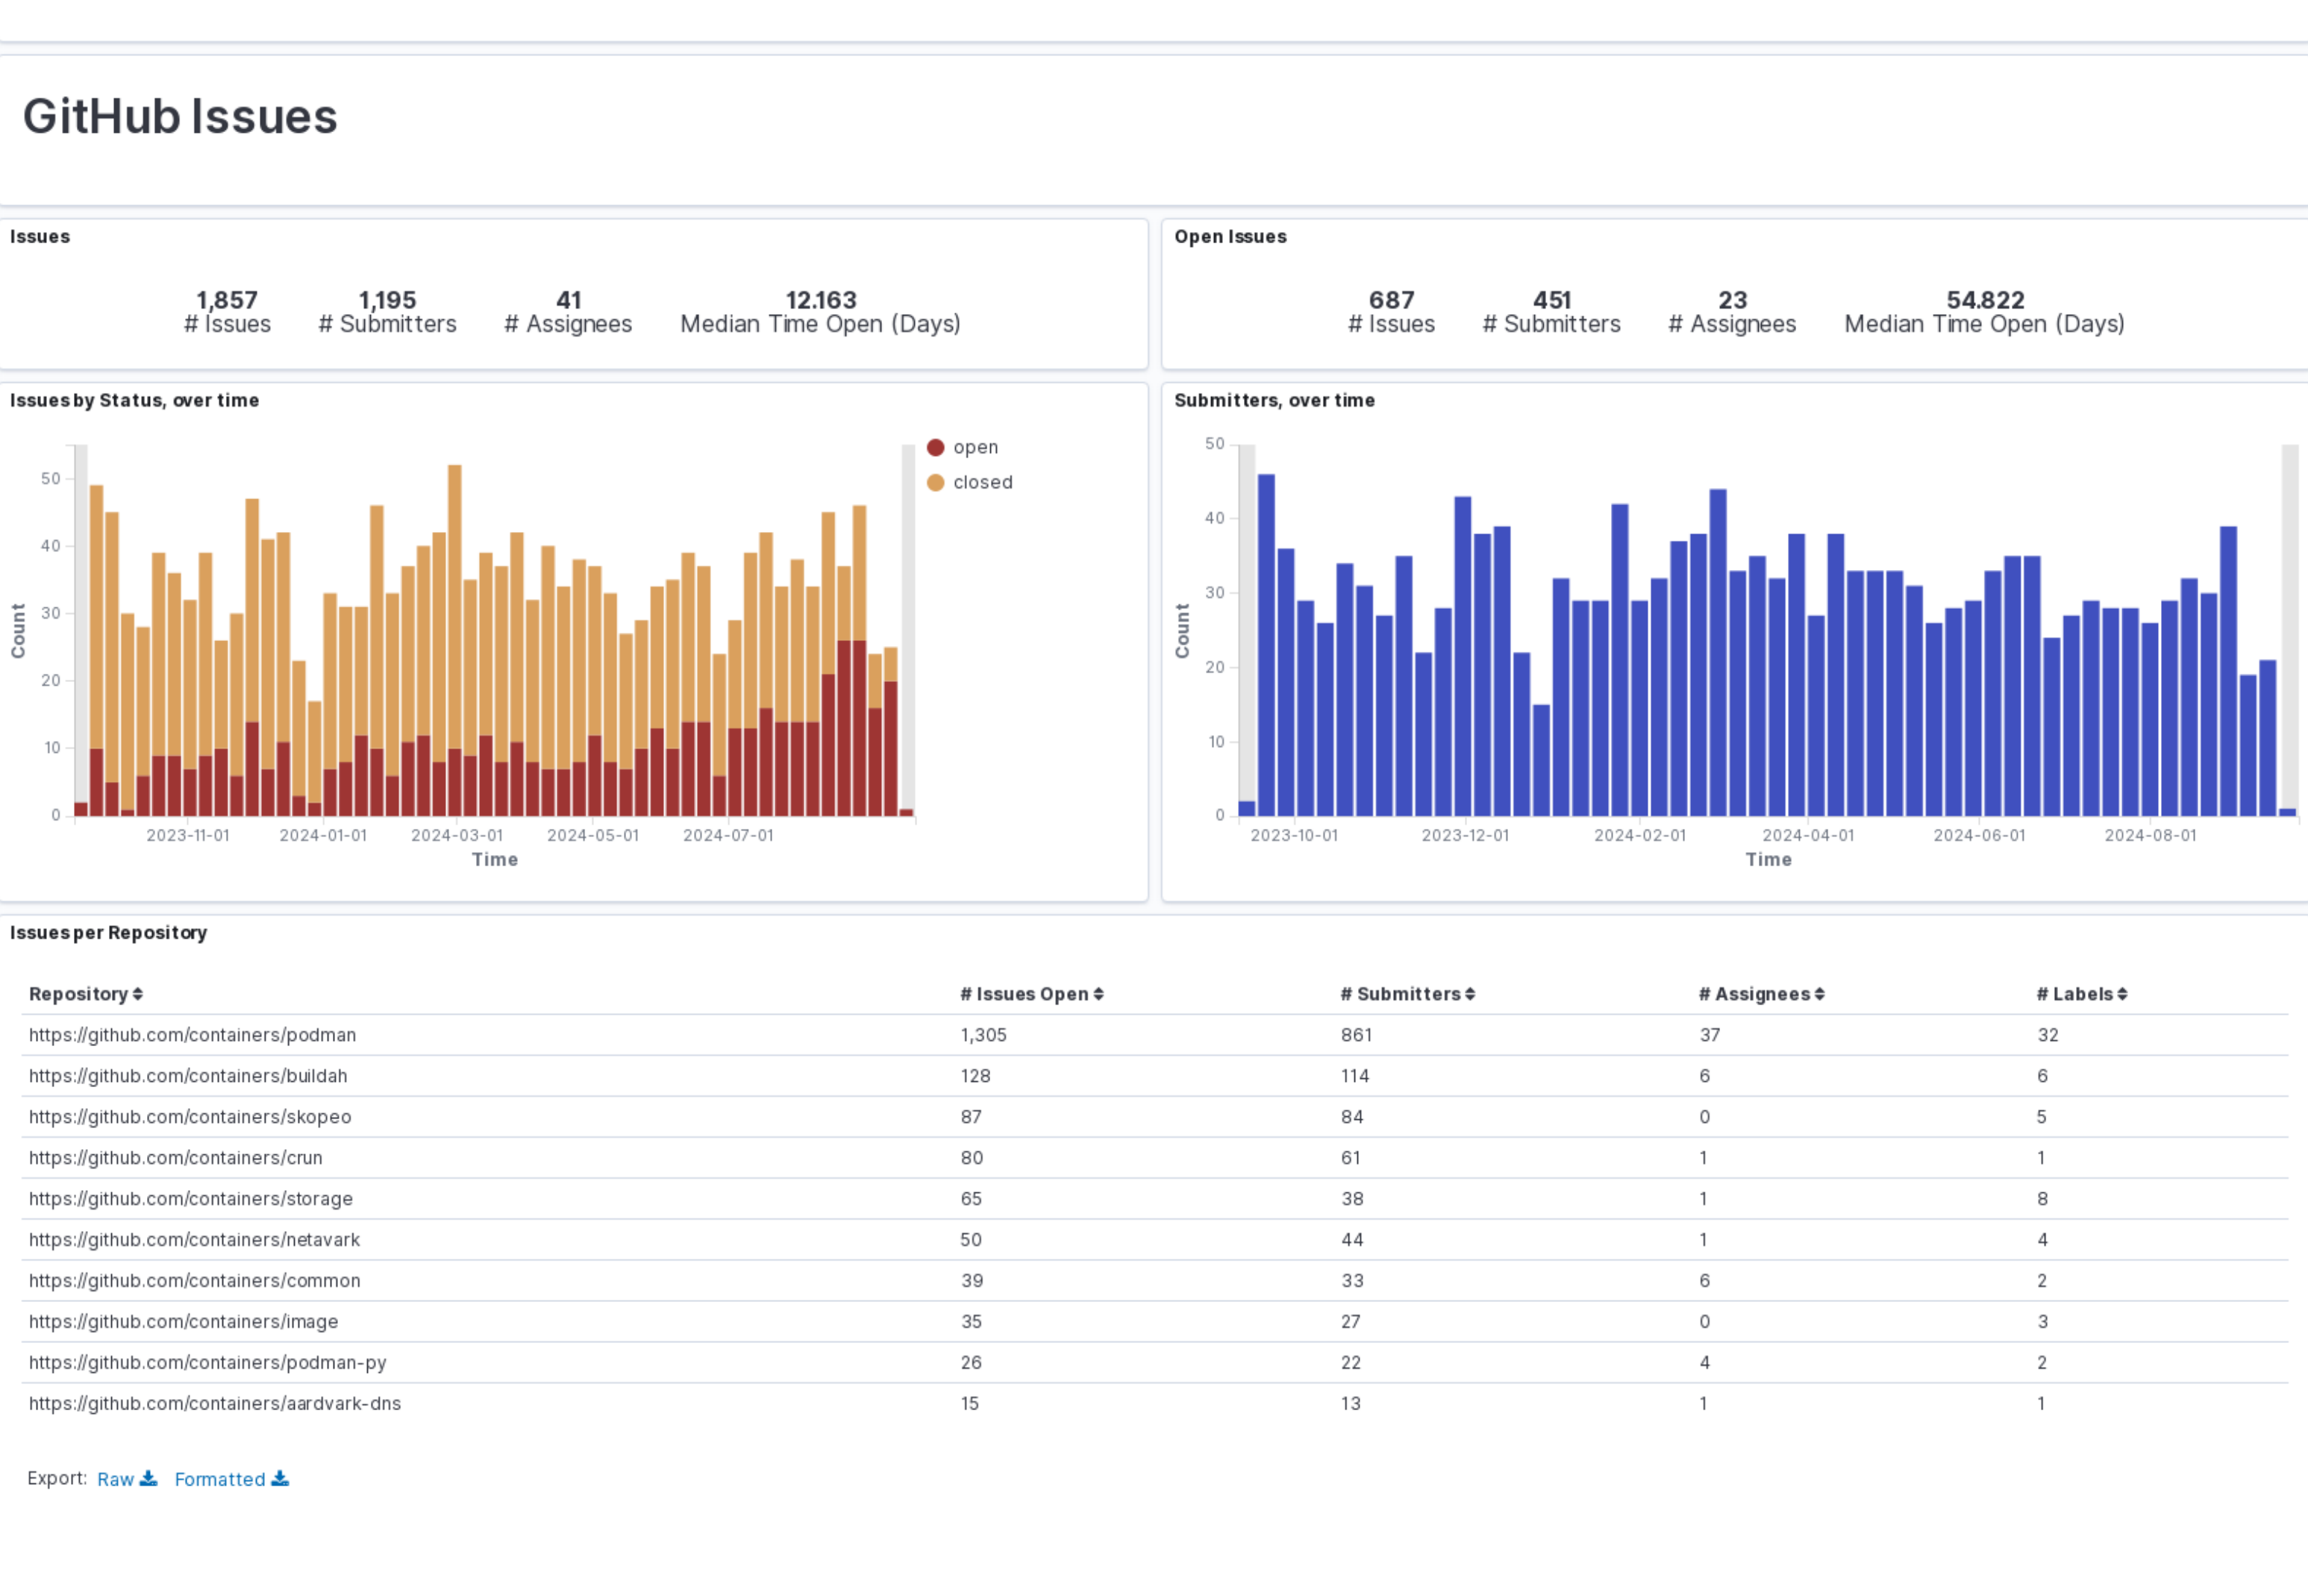 GitHub Issues
Issues
1,857 1,195 41 12.163
# Issues # Submitters # Assignees Median Time Open (Days)
Open Issues
687 451 23 54.822
# Issues # Submitters # Assignees Median Time Open (Days)
Issues by Status, over time
50
40
30
20
10
0
Count
2023-11-01 2024-01-01 2024-03-01 2024-05-01 2024-07-01
Time
open
closed
Submitters, over time
50
40
30
20
10
0
Count
2023-10-01 2023-12-01 2024-02-01 2024-04-01 2024-06-01 2024-08-01
Time
Issues per Repository
Repository # Issues Open # Submitters # Assignees # Labels
https://github.com/containers/podman 1,305 861 37 32
https://github.com/containers/buildah 128 114 6 6
https://github.com/containers/skopeo 87 84 0 5
https://github.com/containers/crun 80 61 1 1
https://github.com/containers/storage 65 38 1 8
https://github.com/containers/netavark 50 44 1 4
https://github.com/containers/common 39 33 6 2
https://github.com/containers/image 35 27 0 3
https://github.com/containers/podman-py 26 22 4 2
https://github.com/containers/aardvark-dns 15 13 1 1
Export: Raw Formatted